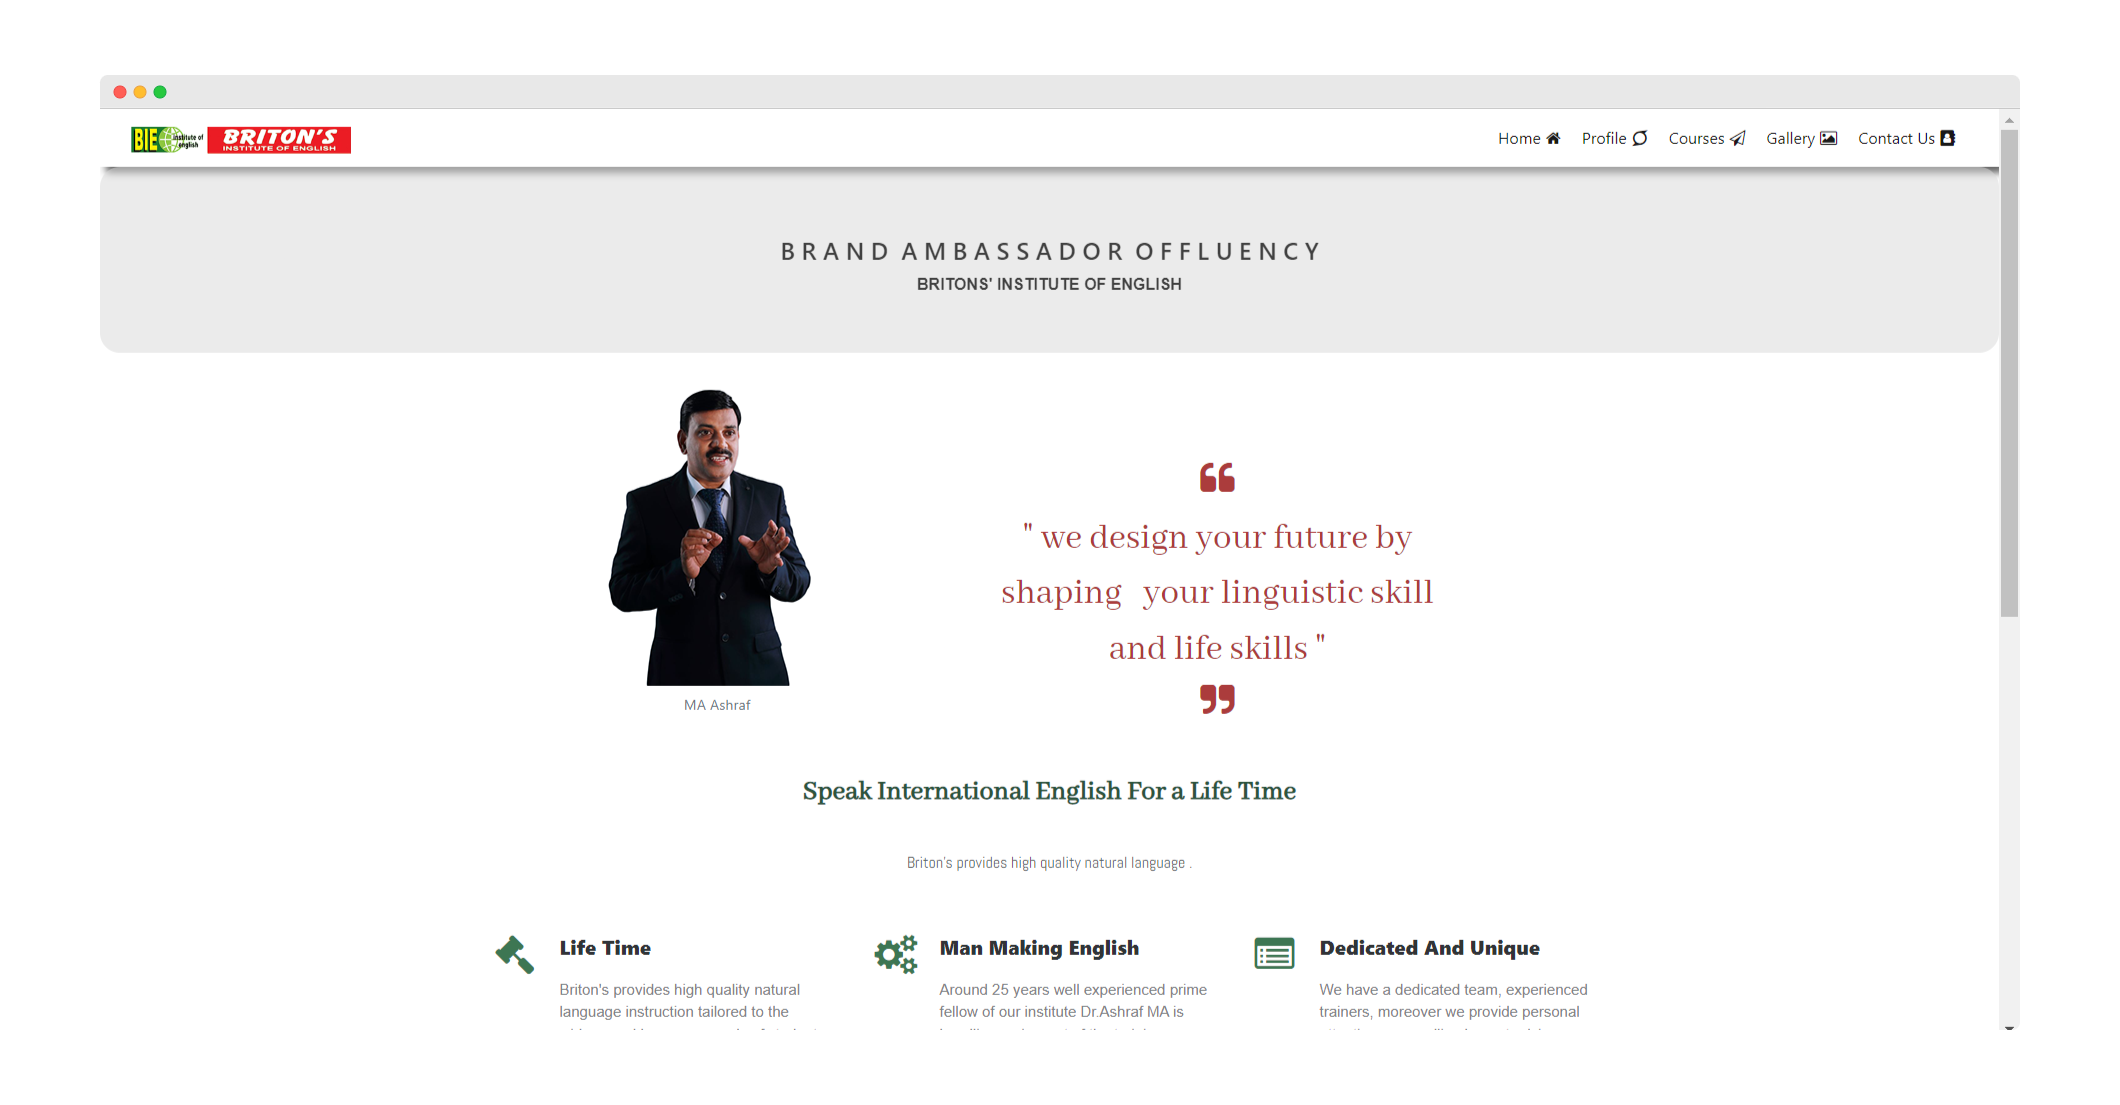 BIE institute of english
BRITON'S
INSTITUTE OF ENGLISH
Home Profile Courses Gallery Contact Us
BRAND AMBASSADOR OFFLUENCY
BRITONS' INSTITUTE OF ENGLISH
" we design your future by
shaping your linguistic skill
and life skills "
MA Ashraf
Speak International English For a Life Time
Briton's provides high quality natural language .
Life Time
Briton's provides high quality natural
language instruction tailored to the
Man Making English
Around 25 years well experienced prime
fellow of our institute Dr.Ashraf MA is
Dedicated And Unique
We have a dedicated team, experienced
trainers, moreover we provide personal